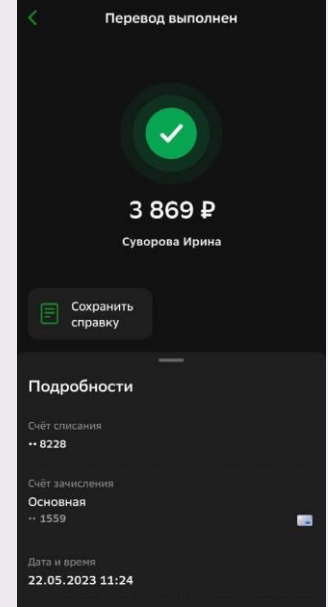 Перевод выполнен
3 869 ₽
Суворова Ирина
Сохранить
справку
Подробности
Счёт списания
•• 8228
Счёт зачисления
Основная
•• 1559
Дата и время
22.05.2023 11:24